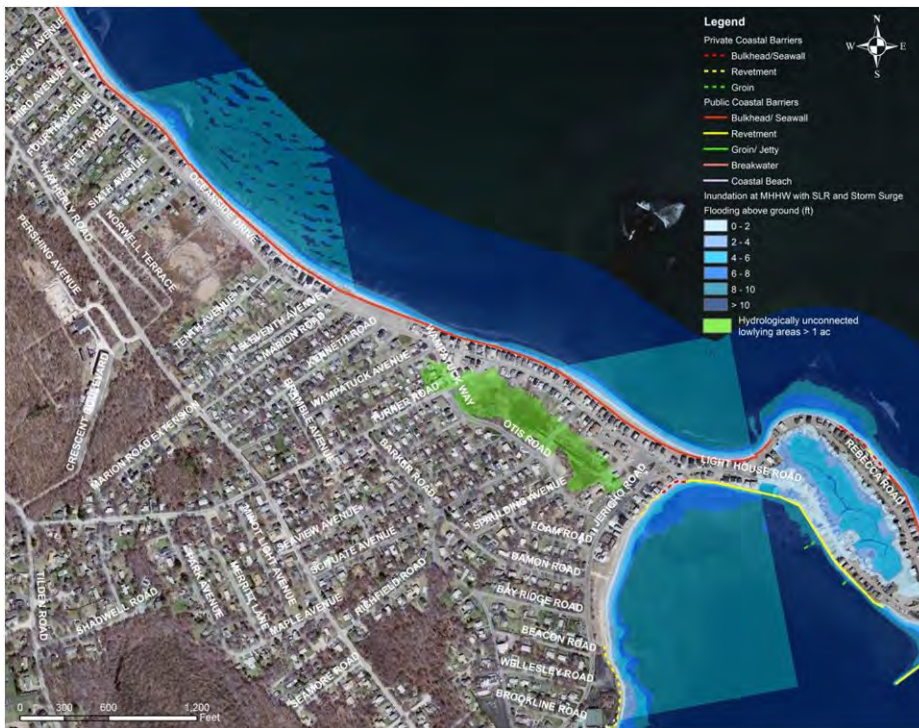 Legend
Private Coastal Barriers
Bulkhead/Seawall
Revetment
Groin
Public Coastal Barriers
Bulkhead/ Seawall
Revetment
Groin/ Jetty
Breakwater
Coastal Beach
Inundation at MHHW with SLR and Storm Surge
Flooding above ground (ft)
0 - 2
2 - 4
4 - 6
6 - 8
8 - 10
> 10
Hydrologically unconnected
lowlying areas > 1 ac
N
W
E
S
SECOND AVENUE
THIRD AVENUE
FOURTH AVENUE
FIFTH AVENUE
SIXTH AVENUE
HATHERLY ROAD
NORWELL TERRACE
PERSHING AVENUE
OCEANSIDE DRIVE
TENTH AVENUE
ELEVENTH AVENUE
MARION ROAD
KENNETH ROAD
WAMPATUCK AVENUE
WAMPATUCK WAY
TURNER ROAD
CRESCENT
MARION ROAD EXTENSION
BARKER ROAD
OTIS ROAD
LIGHT HOUSE ROAD
REBECCA ROAD
JERICHO ROAD
SPAULDING AVENUE
FOAM ROAD
DAMON ROAD
BAY RIDGE ROAD
BEACON ROAD
WELLESLEY ROAD
BROOKLINE ROAD
SEAVIEW AVENUE
SCITUATE AVENUE
RICHFIELD ROAD
MINOT LIGHT AVENUE
MERRITT LANE
PARK AVENUE
MAPLE AVENUE
SHADWELL ROAD
TILDEN ROAD
SEAMORE ROAD
0 300 600 1,200
Feet